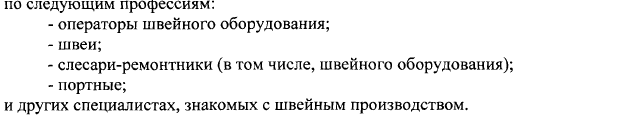 по следующим профессиям:
- операторы швейного оборудования;
- швеи;
- слесари-ремонтники (в том числе, швейного оборудования);
- портные;
и других специалистах, знакомых с швейным производством.